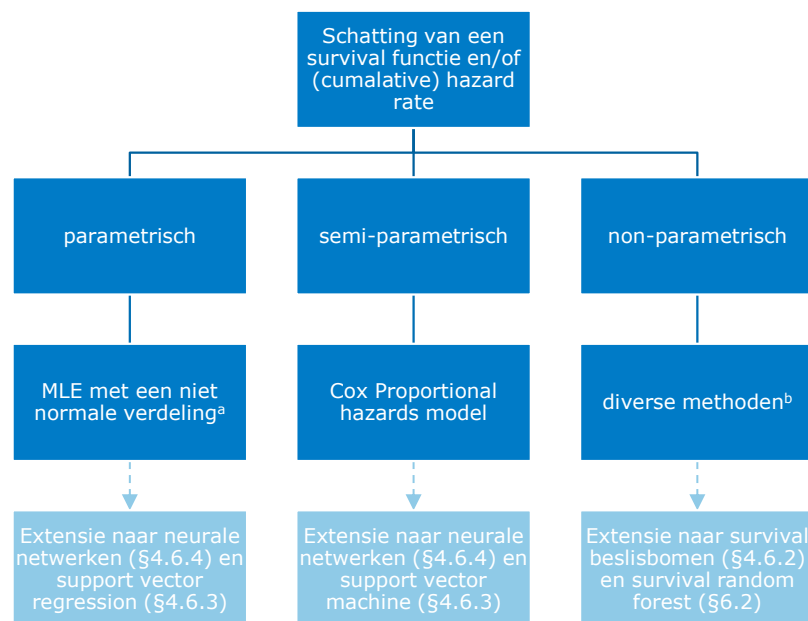 Schatting van een
survival functie en/of
(cumalative) hazard
rate
parametrisch
semi-parametrisch
non-parametrisch
MLE met een niet
normale verdelingᵃ
Cox Proportional
hazards model
diverse methodenᵇ
Extensie naar neurale
netwerken (§4.6.4) en
support vector
regression (§4.6.3)
Extensie naar neurale
netwerken (§4.6.4) en
support vector
machine (§4.6.3)
Extensie naar survival
beslisbomen (§4.6.2)
en survival random
forest (§6.2)